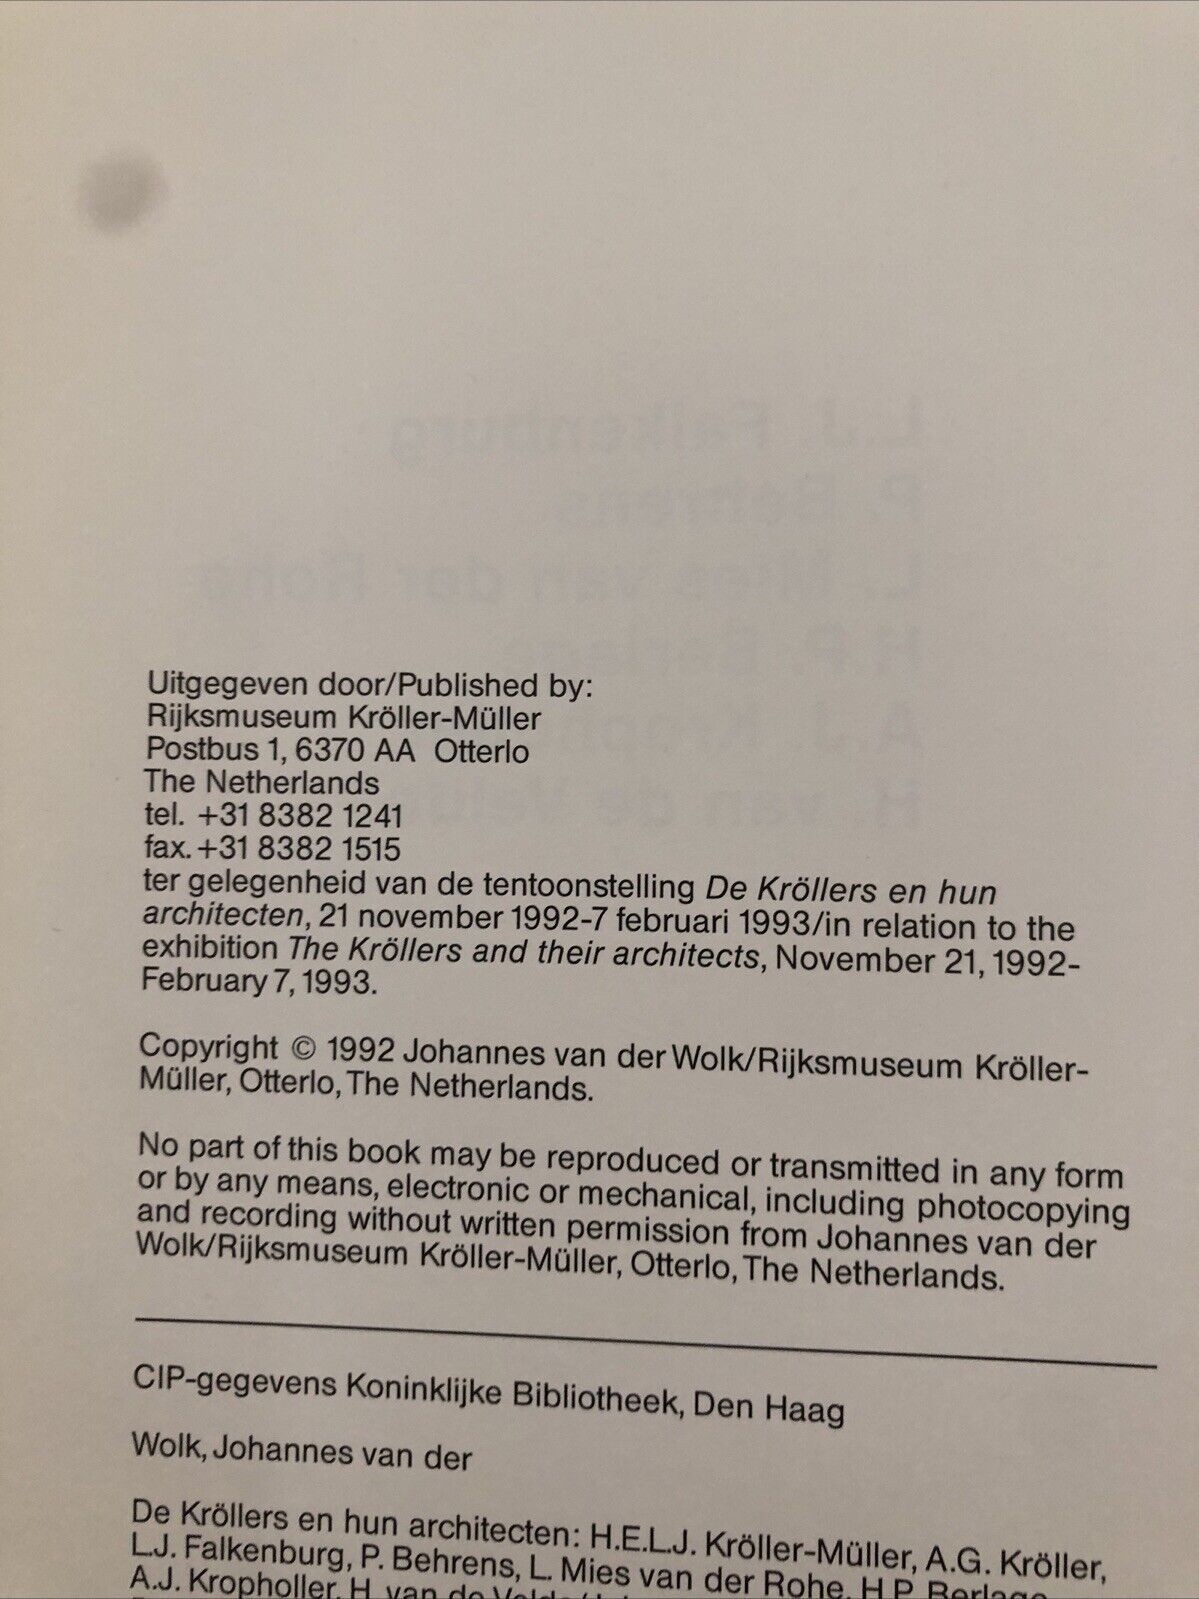 Uitgegeven door/Published by:
Rijksmuseum Kröller-Müller
Postbus 1, 6370 AA Otterlo
The Netherlands
tel. +31 8382 1241
fax. +31 8382 1515
ter gelegenheid van de tentoonstelling De Kröllers en hun
architecten, 21 november 1992-7 februari 1993/in relation to the
exhibition The Kröllers and their architects, November 21, 1992-
February 7, 1993.
Copyright © 1992 Johannes van der Wolk/Rijksmuseum Kröller-
Müller, Otterlo, The Netherlands.
No part of this book may be reproduced or transmitted in any form
or by any means, electronic or mechanical, including photocopying
and recording without written permission from Johannes van der
Wolk/Rijksmuseum Kröller-Müller, Otterlo, The Netherlands.
CIP-gegevens Koninklijke Bibliotheek, Den Haag
Wolk, Johannes van der
De Kröllers en hun architecten: H.E.L.J. Kröller-Müller, A.G. Kröller,
L.J. Falkenburg, P. Behrens, L. Mies van der Rohe, H.P. Berlage,
A.J. Kropholler, H. van de Velde/